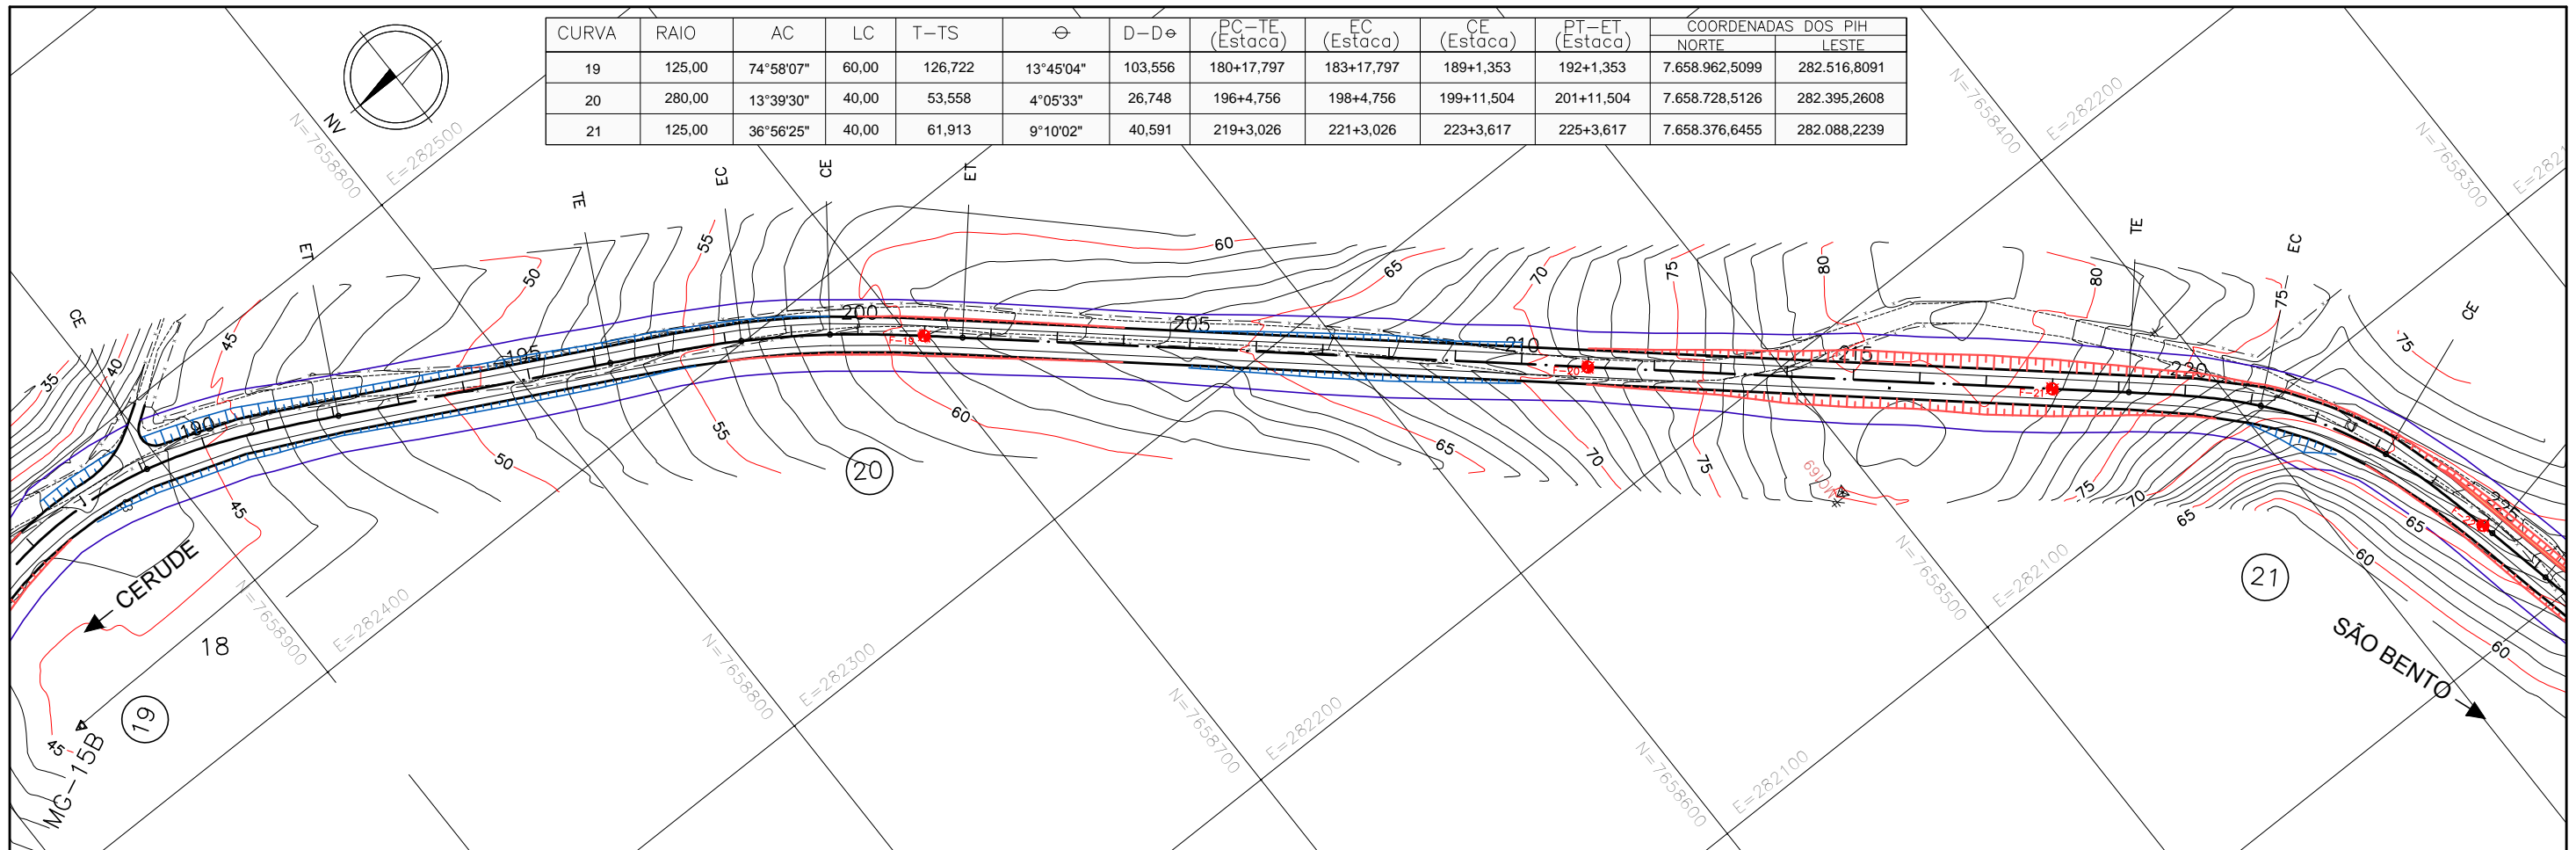 CURVA RAIO AC LC T-TS ⊖ D-D⊖ PC-TE (Estaca) EC (Estaca) CE (Estaca) PT-ET (Estaca) COORDENADAS DOS PIH
NORTE LESTE
19 125,00 74°58'07" 60,00 126,722 13°45'04" 103,556 180+17,797 183+17,797 189+1,353 192+1,353 7.658.962,5099 282.516,8091
20 280,00 13°39'30" 40,00 53,558 4°05'33" 26,748 196+4,756 198+4,756 199+11,504 201+11,504 7.658.728,5126 282.395,2608
21 125,00 36°56'25" 40,00 61,913 9°10'02" 40,591 219+3,026 221+3,026 223+3,617 225+3,617 7.658.376,6455 282.088,2239
NV
N=7658800
E=282500
N=7658400
E=282200
N=7658300
CE
ET
TE
EC
CE
ET
TE
EC
CE
35
40
45
50
55
60
65
70
75
80
80
75
75
190
195
200
205
210
215
220
225
F-19
F-20
F-21
F-22
45
50
55
60
65
70
75
75
70
65
65
60
60
M0169
20
21
19
18
CERUDE
SÃO BENTO
MG-15B
45
N=7658900
E=282400
N=7658800
E=282300
N=7658700
E=282200
N=7658600
E=282100
N=7658500
E=282100